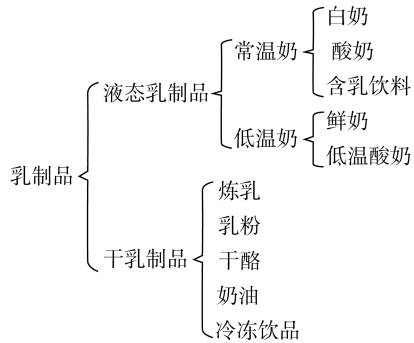 乳制品
液态乳制品
常温奶
白奶
酸奶
含乳饮料
低温奶
鲜奶
低温酸奶
干乳制品
炼乳
乳粉
干酪
奶油
冷冻饮品